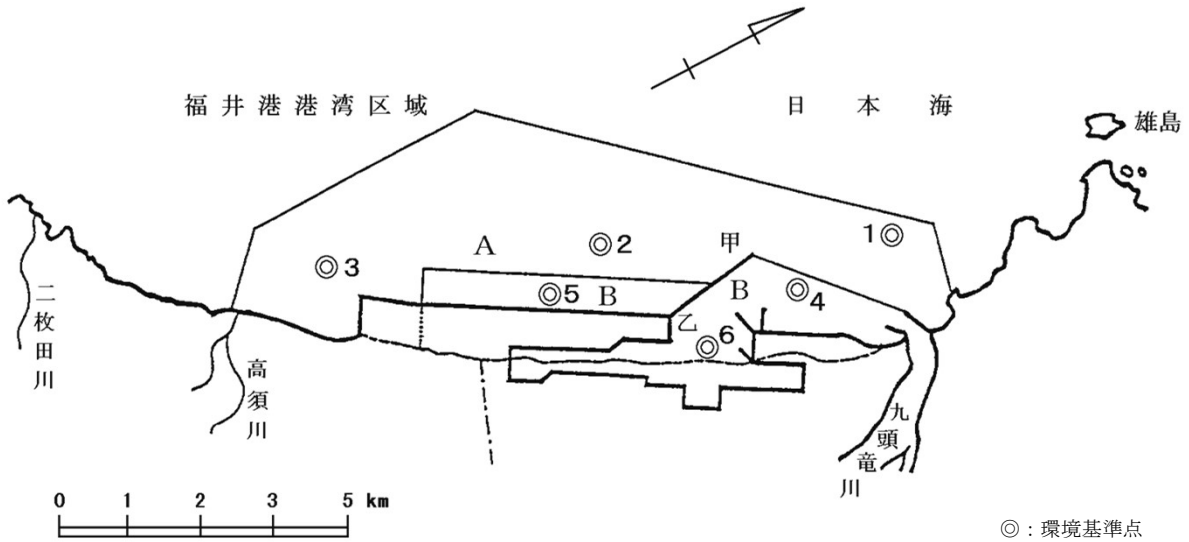 福井港港湾区域
日本海
雄島
1
甲
A
2
3
5
B
B
4
乙
6
二枚田川
高須川
九頭竜川
0 1 2 3 5 km
◎：環境基準点